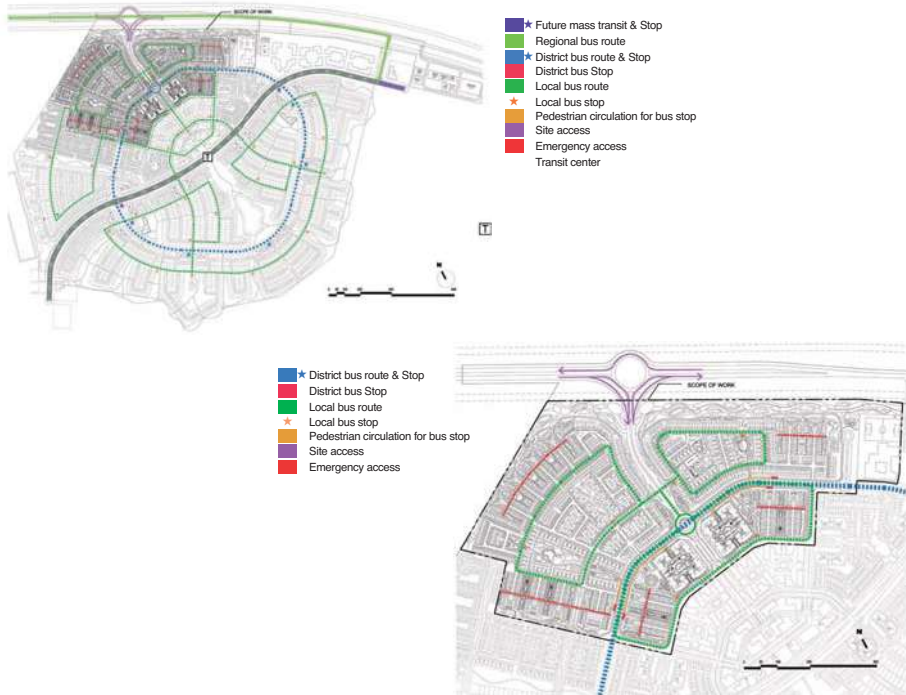 SCOPE OF WORK
Future mass transit & Stop
Regional bus route
District bus route & Stop
District bus Stop
Local bus route
Local bus stop
Pedestrian circulation for bus stop
Site access
Emergency access
Transit center
T
T
N
District bus route & Stop
District bus Stop
Local bus route
Local bus stop
Pedestrian circulation for bus stop
Site access
Emergency access
SCOPE OF WORK
N